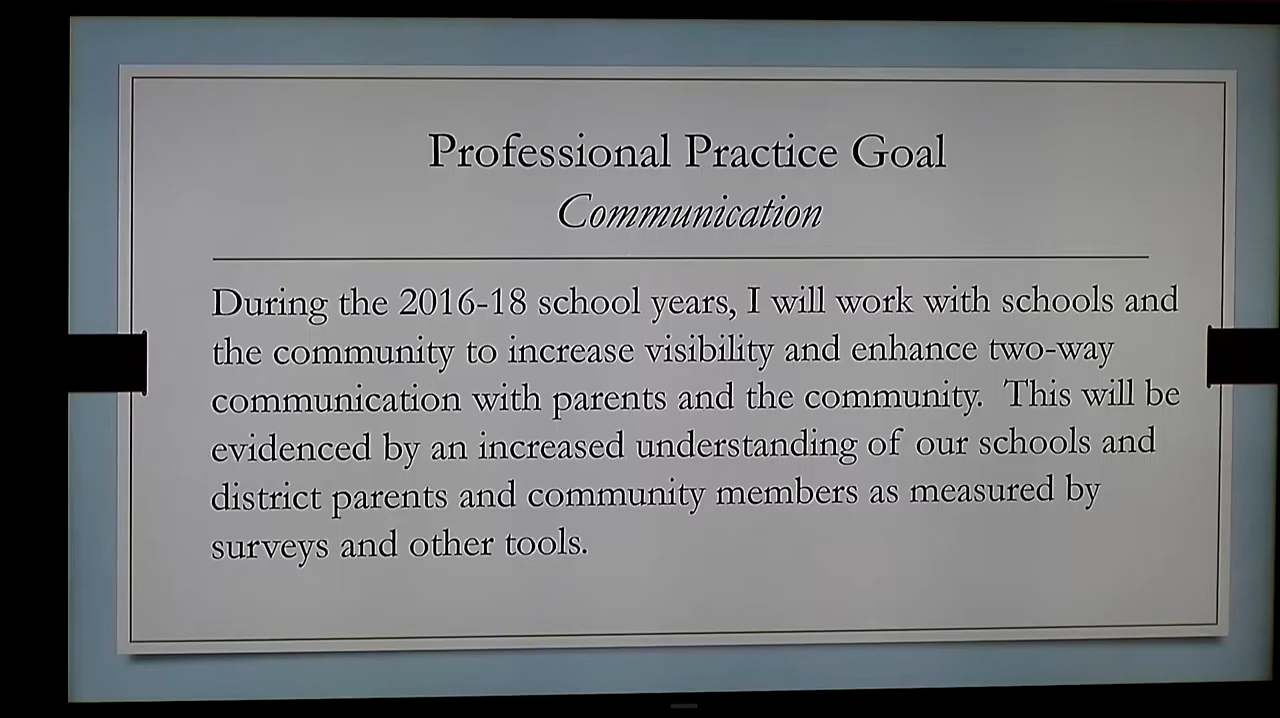 Professional Practice Goal
Communication
During the 2016-18 school years, I will work with schools and
the community to increase visibility and enhance two-way
communication with parents and the community.  This will be
evidenced by an increased understanding of our schools and
district parents and community members as measured by
surveys and other tools.